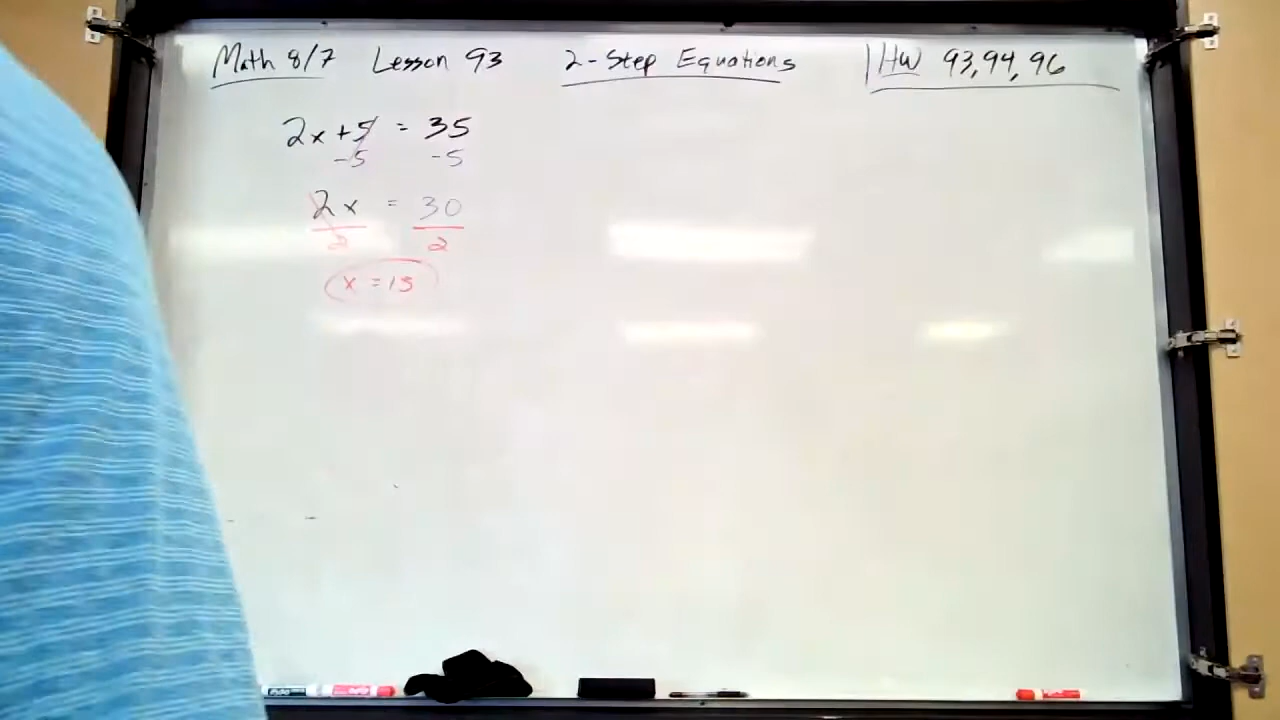 Math 8/7 Lesson 93 2-Step Equations HW 93, 94, 96
2x + 5 = 35
-5 -5
2x = 30
2 2
x = 15